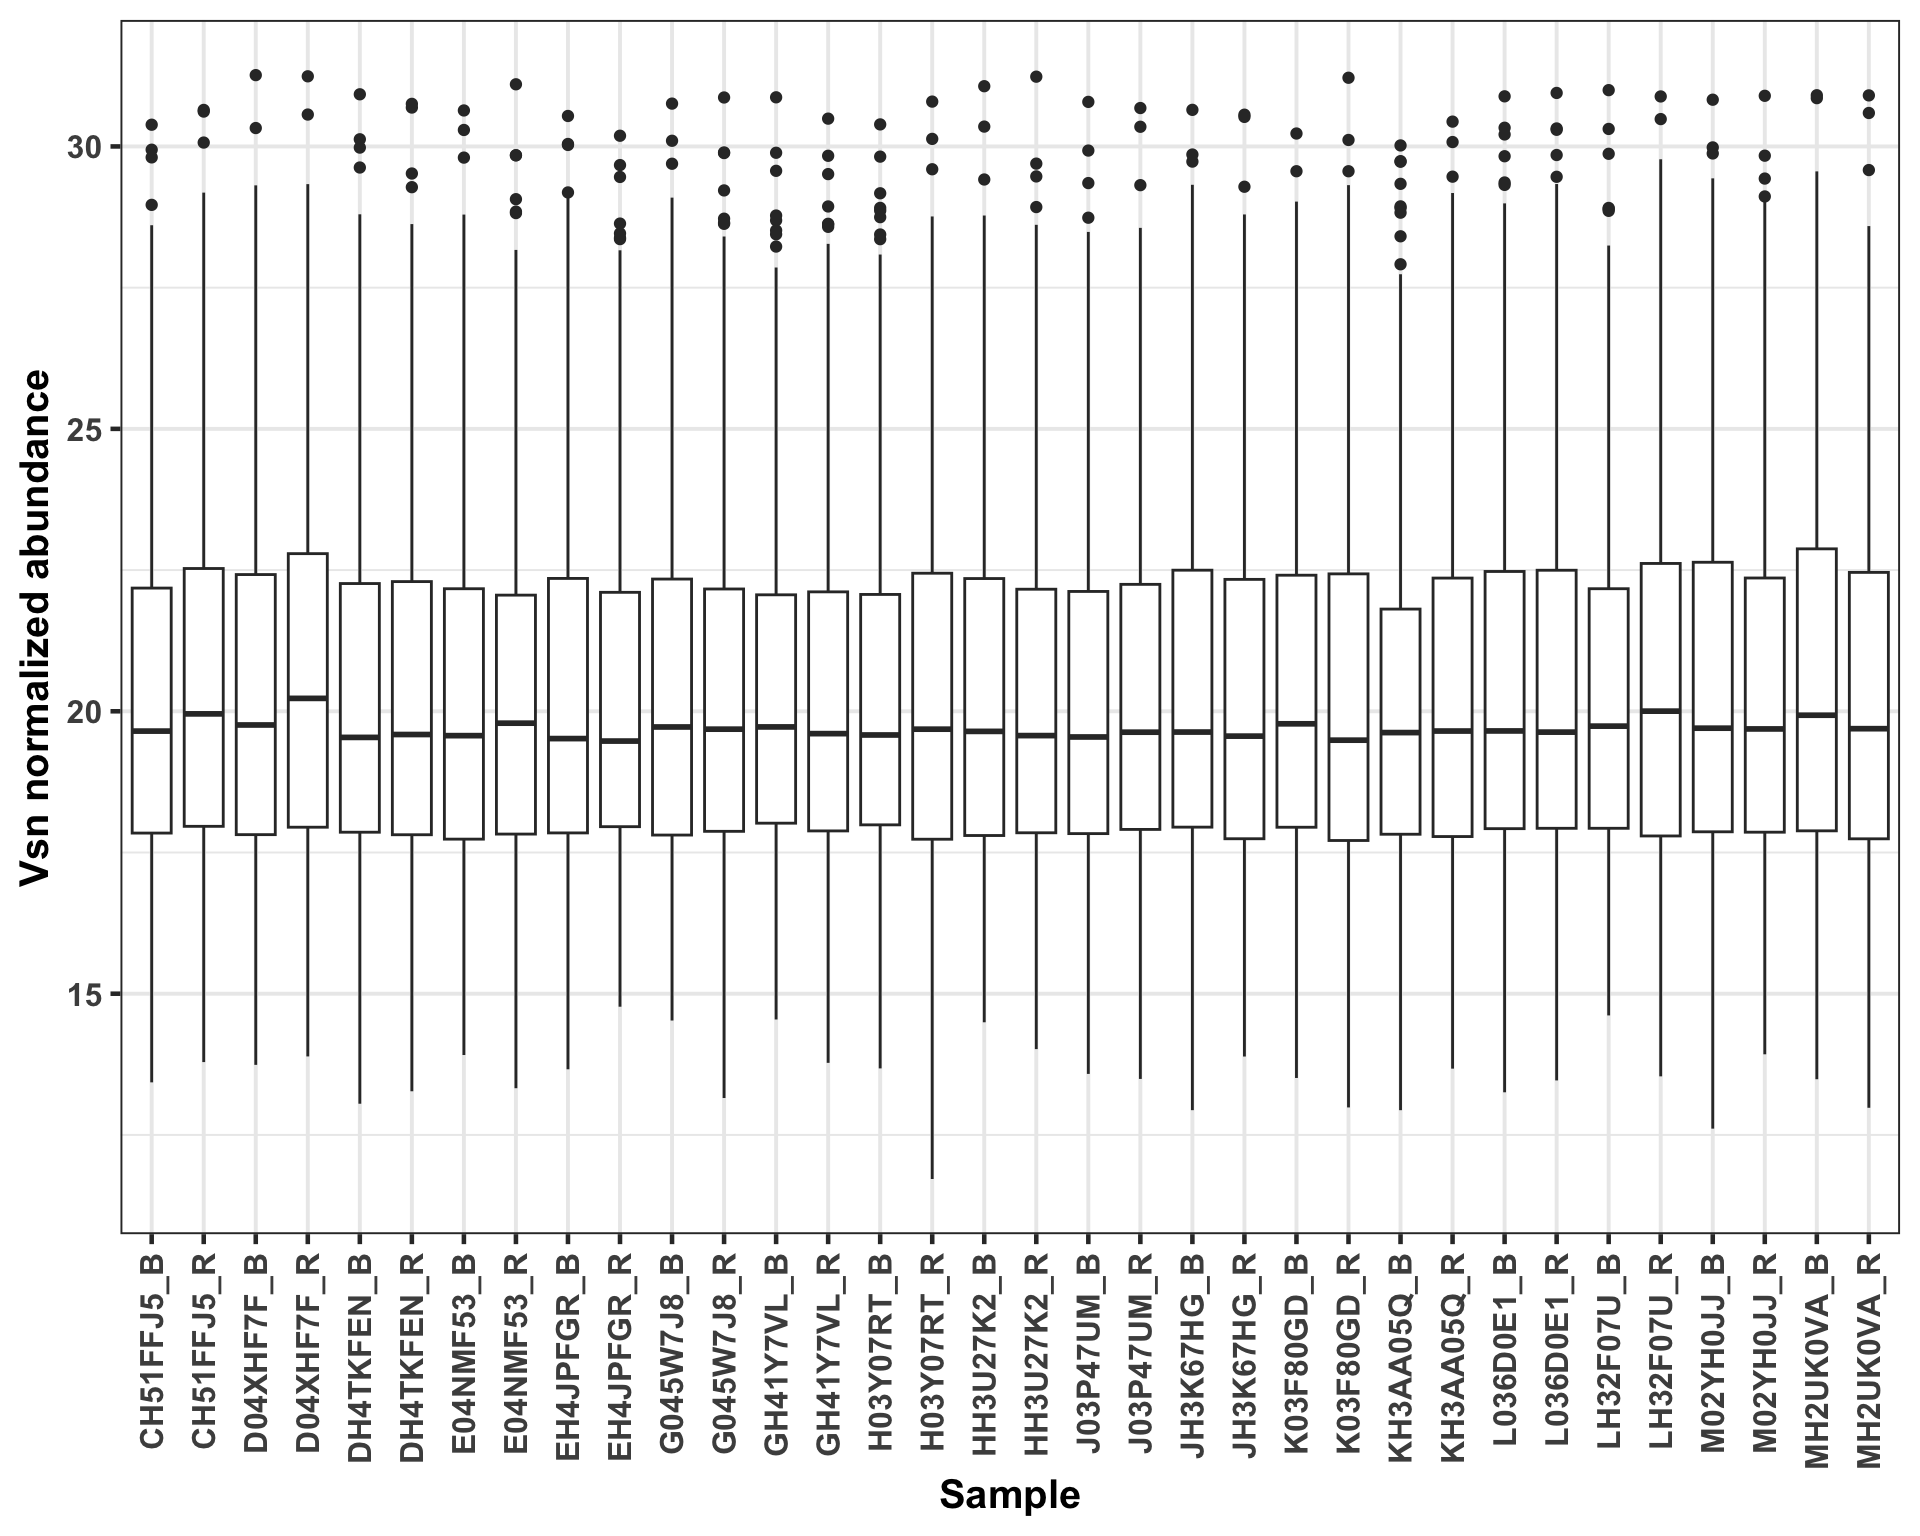 Vsn normalized abundance
30
25
20
15
CH51FFJ5_B
CH51FFJ5_R
D04XHF7F_B
D04XHF7F_R
DH4TKFEN_B
DH4TKFEN_R
E04NMF53_B
E04NMF53_R
EH4JPFGR_B
EH4JPFGR_R
G045W7J8_B
G045W7J8_R
GH41Y7VL_B
GH41Y7VL_R
H03Y07RT_B
H03Y07RT_R
HH3U27K2_B
HH3U27K2_R
J03P47UM_B
J03P47UM_R
JH3K67HG_B
JH3K67HG_R
K03F80GD_B
K03F80GD_R
KH3AA05Q_B
KH3AA05Q_R
L036D0E1_B
L036D0E1_R
LH32F07U_B
LH32F07U_R
M02YH0JJ_B
M02YH0JJ_R
MH2UK0VA_B
MH2UK0VA_R
Sample